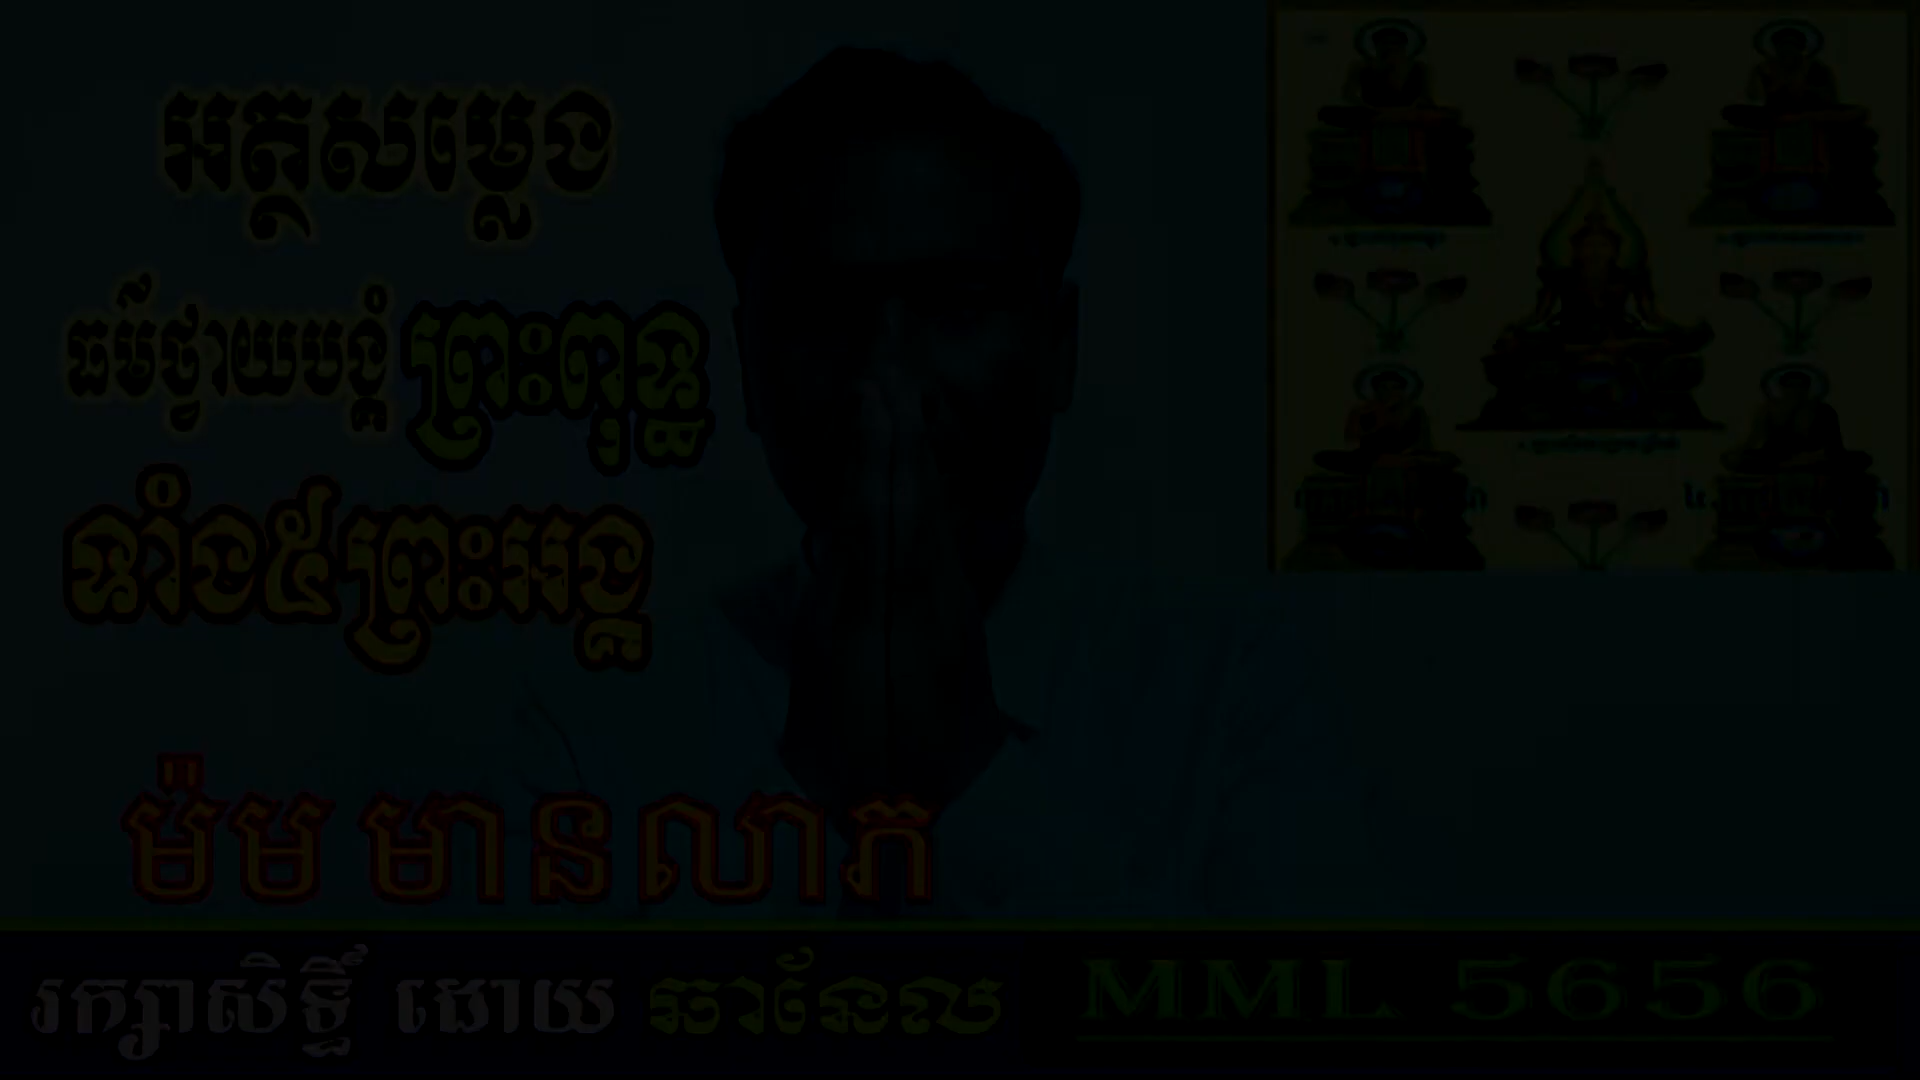 អត្ថសម្លេង
ធម៌ថ្វាយបង្គំ ព្រះពុទ្ធ
ទាំង៥ព្រះអង្គ
ម៉ម មានលាភ
រក្សាសិទ្ធិ៍ ដោយ ឆានែល MML 5656